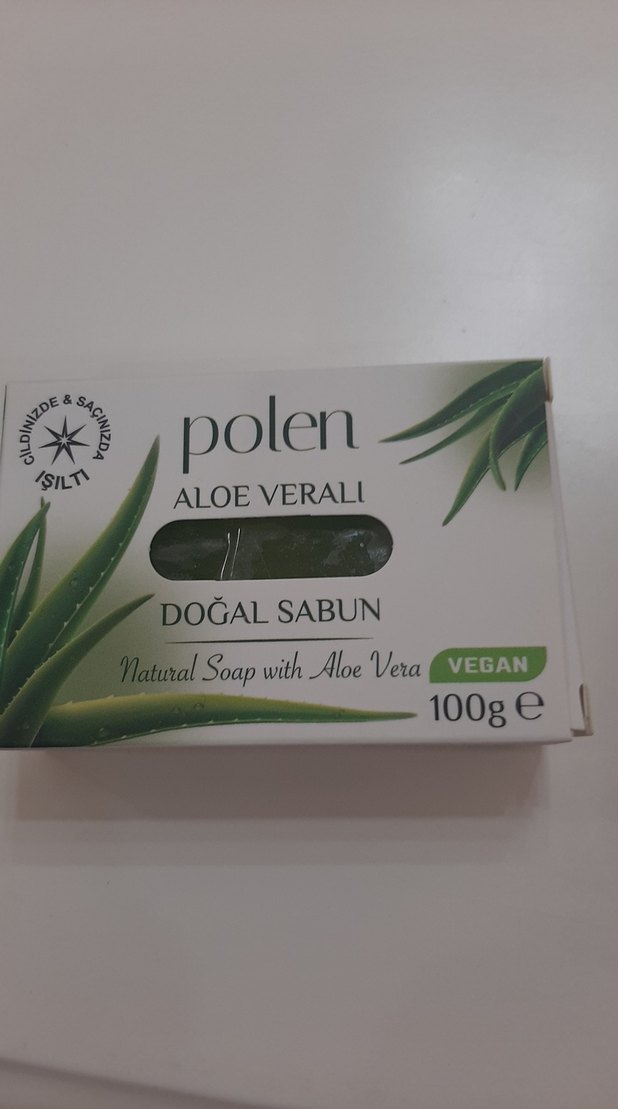 CİLDİNİZDE & SAÇINIZDA
IŞILTI
polen
ALOE VERALI
DOĞAL SABUN
Natural Soap with Aloe Vera
VEGAN
100g e